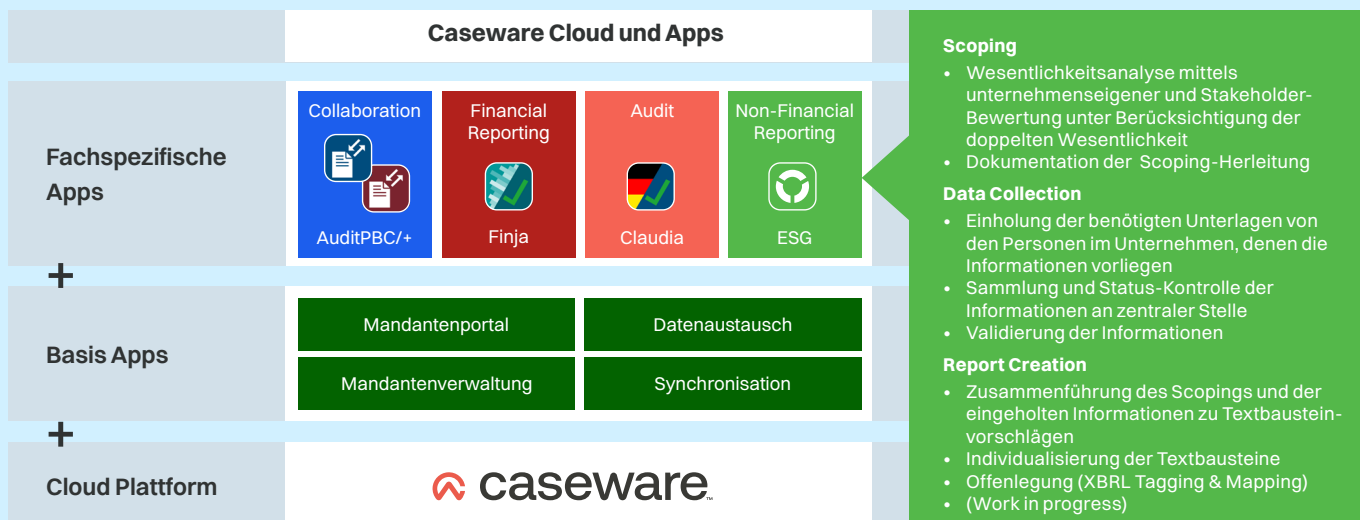 Caseware Cloud und Apps
Fachspezifische
Apps
Collaboration
AuditPBC/+
Financial
Reporting
Finja
Audit
Claudia
Non-Financial
Reporting
ESG
+
Basis Apps
Mandantenportal
Datenaustausch
Mandantenverwaltung
Synchronisation
+
Cloud Plattform
caseware
Scoping
• Wesentlichkeitsanalyse mittels
unternehmenseigener und Stakeholder-
Bewertung unter Berücksichtigung der
doppelten Wesentlichkeit
• Dokumentation der Scoping-Herleitung
Data Collection
• Einholung der benötigten Unterlagen von
den Personen im Unternehmen, denen die
Informationen vorliegen
• Sammlung und Status-Kontrolle der
Informationen an zentraler Stelle
• Validierung der Informationen
Report Creation
• Zusammenführung des Scopings und der
eingeholten Informationen zu Textbaustein-
vorschlägen
• Individualisierung der Textbausteine
• Offenlegung (XBRL Tagging & Mapping)
• (Work in progress)